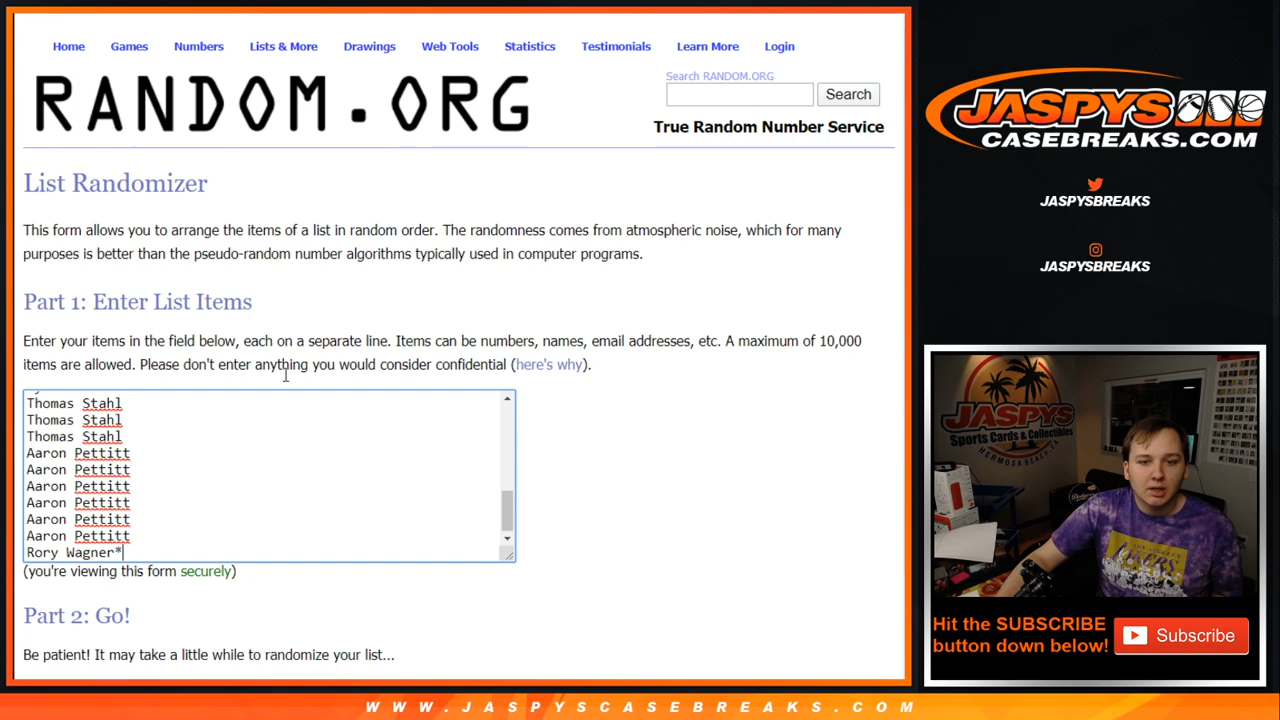 Home Games Numbers Lists & More Drawings Web Tools Statistics Testimonials Learn More Login
RANDOM.ORG
Search RANDOM.ORG
Search
True Random Number Service
List Randomizer
This form allows you to arrange the items of a list in random order. The randomness comes from atmospheric noise, which for many
purposes is better than the pseudo-random number algorithms typically used in computer programs.
Part 1: Enter List Items
Enter your items in the field below, each on a separate line. Items can be numbers, names, email addresses, etc. A maximum of 10,000
items are allowed. Please don't enter anything you would consider confidential (here's why).
Thomas Stahl
Thomas Stahl
Thomas Stahl
Aaron Pettitt
Aaron Pettitt
Aaron Pettitt
Aaron Pettitt
Aaron Pettitt
Aaron Pettitt
Rory Wagner*
(you're viewing this form securely)
Part 2: Go!
Be patient! It may take a little while to randomize your list...
JASPYS
CASEBREAKS.COM
JASPYSBREAKS
JASPYSBREAKS
JASPYS
Sports Cards & Collectibles
HERMOSA BEACH, CA
Dodgers
LAKERS
Hit the SUBSCRIBE
button down below!
Subscribe
WWW.JASPYSCASEBREAKS.COM